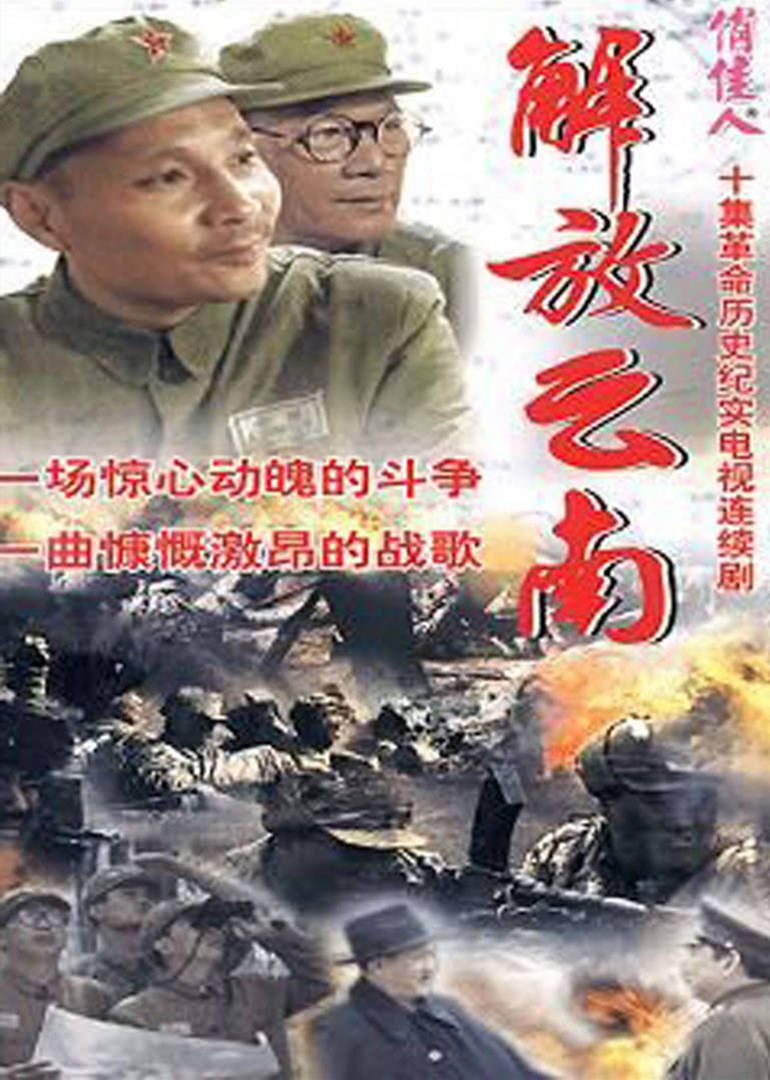 俏佳人®
十集革命历史纪实电视连续剧
解放云南
一场惊心动魄的斗争
一曲慷慨激昂的战歌